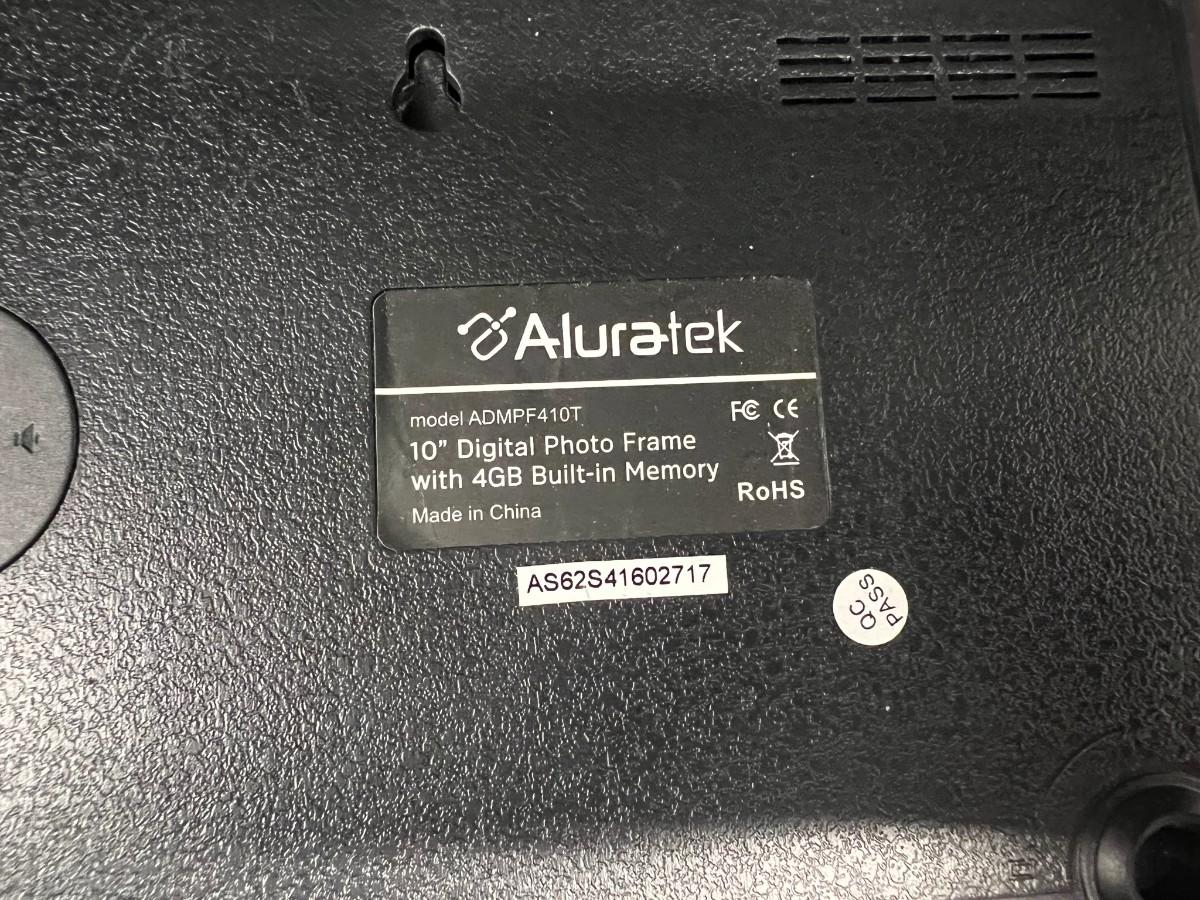 Aluratek
model ADMPF410T
10” Digital Photo Frame
with 4GB Built-in Memory
Made in China
FC CE
RoHS
AS62S41602717
QC
PASS